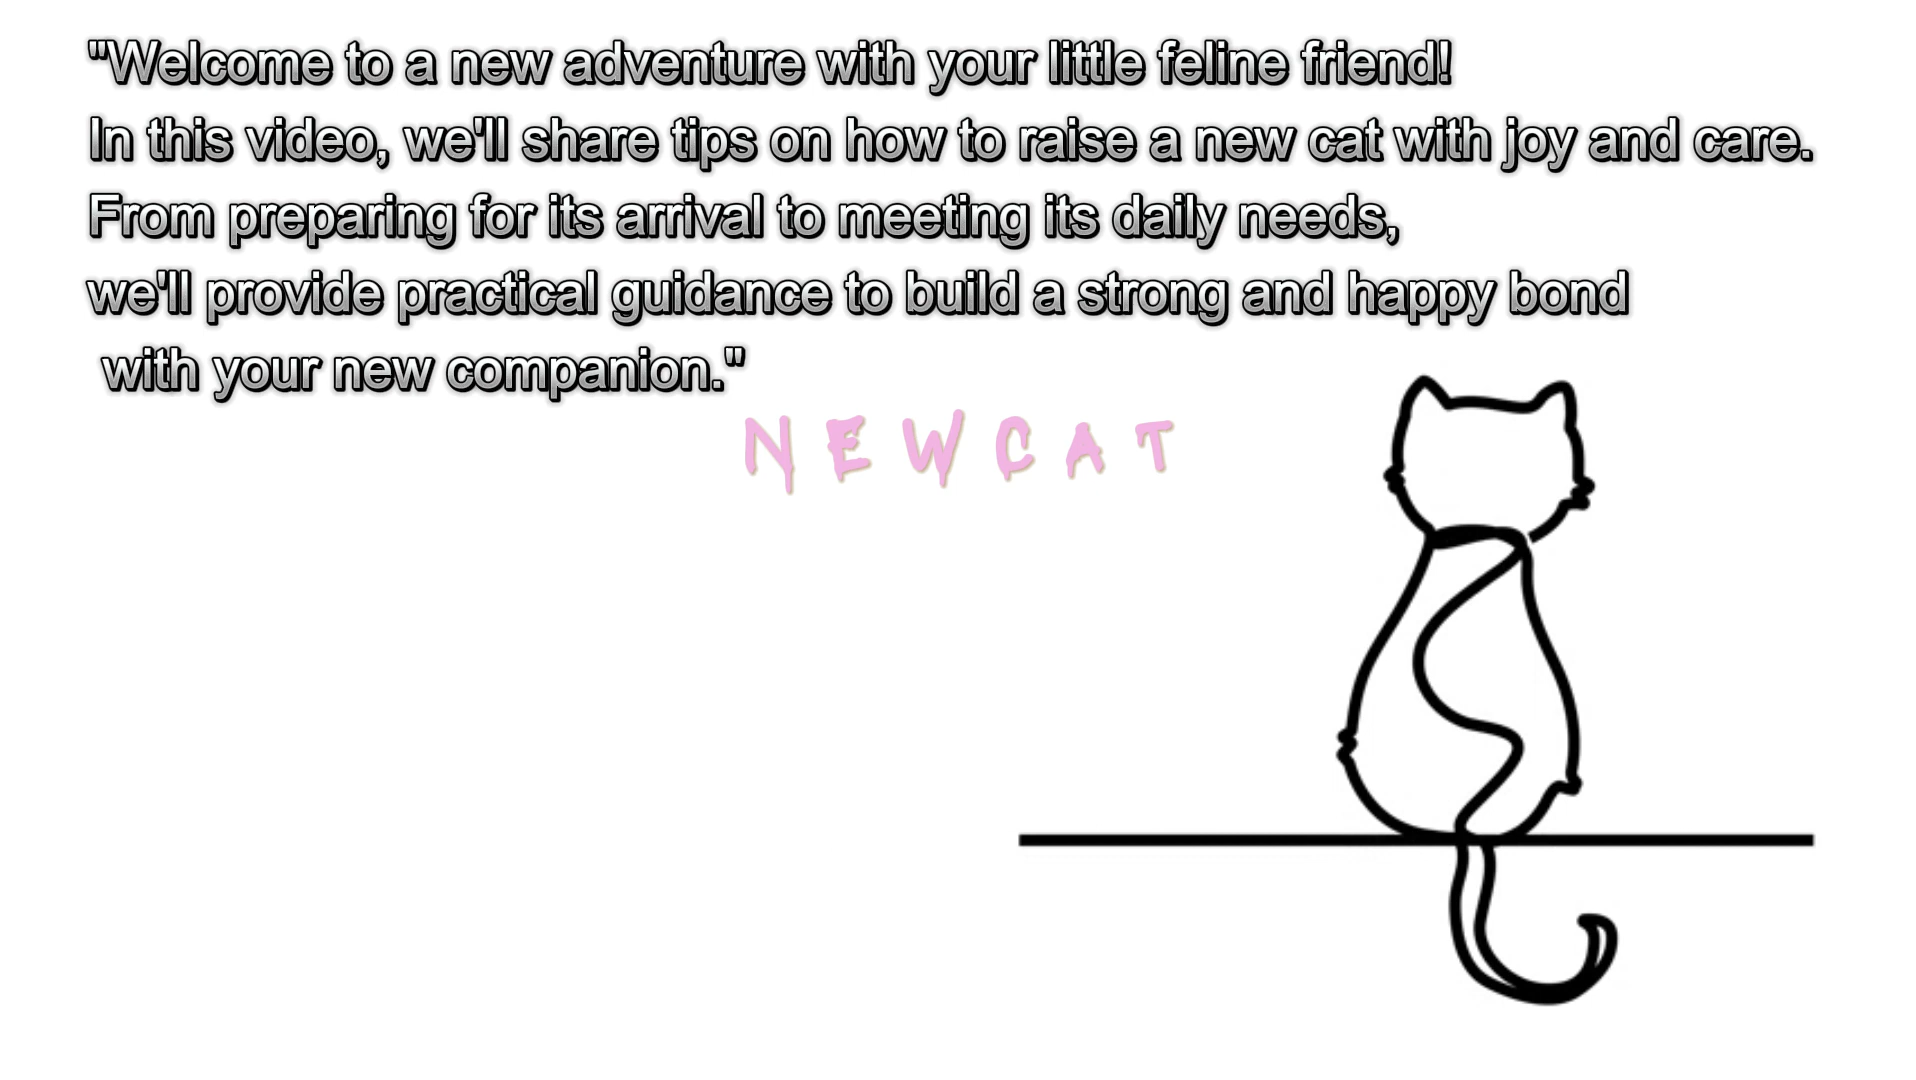 "Welcome to a new adventure with your little feline friend!
In this video, we'll share tips on how to raise a new cat with joy and care.
From preparing for its arrival to meeting its daily needs,
we'll provide practical guidance to build a strong and happy bond
with your new companion."
NEWCAT